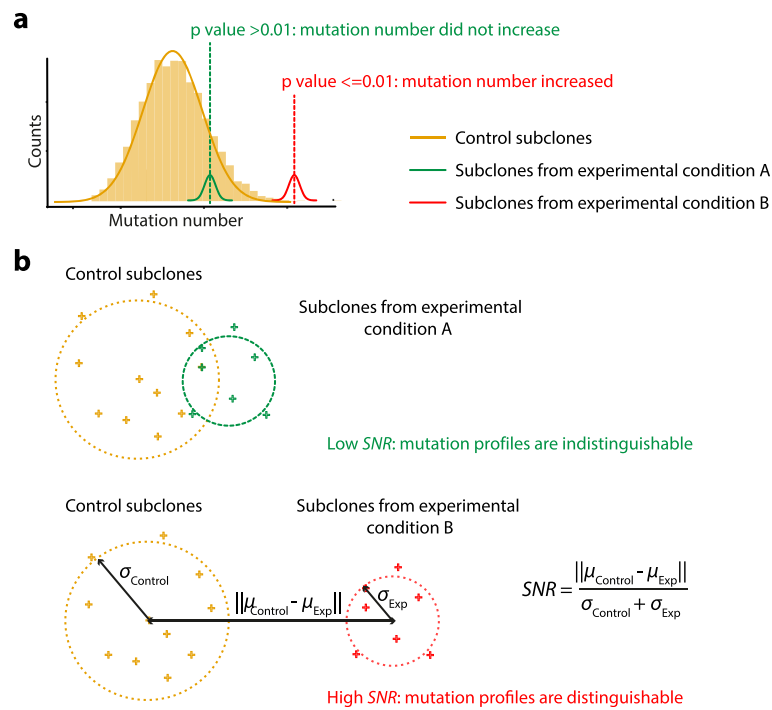 a
p value >0.01: mutation number did not increase
p value <=0.01: mutation number increased
Counts
Mutation number
Control subclones
Subclones from experimental condition A
Subclones from experimental condition B
b
Control subclones
Subclones from experimental
condition A
Low SNR: mutation profiles are indistinguishable
Control subclones
Subclones from experimental
condition B
σControl
||μControl - μExp||
σExp
SNR = ||μControl - μExp||
σControl + σExp
High SNR: mutation profiles are distinguishable